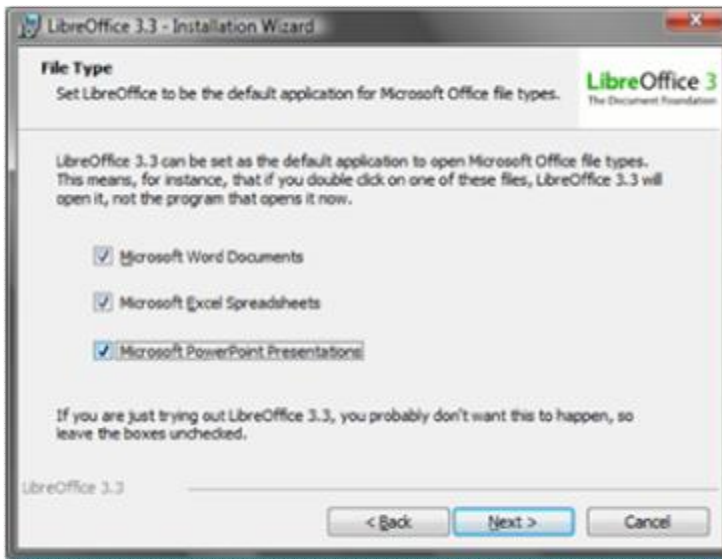 LibreOffice 3.3 - Installation Wizard
File Type
Set LibreOffice to be the default application for Microsoft Office file types.
LibreOffice 3
The Document Foundation
LibreOffice 3.3 can be set as the default application to open Microsoft Office file types.
This means, for instance, that if you double click on one of these files, LibreOffice 3.3 will
open it, not the program that opens it now.
Microsoft Word Documents
Microsoft Excel Spreadsheets
Microsoft PowerPoint Presentations
If you are just trying out LibreOffice 3.3, you probably don't want this to happen, so
leave the boxes unchecked.
LibreOffice 3.3
< Back
Next >
Cancel